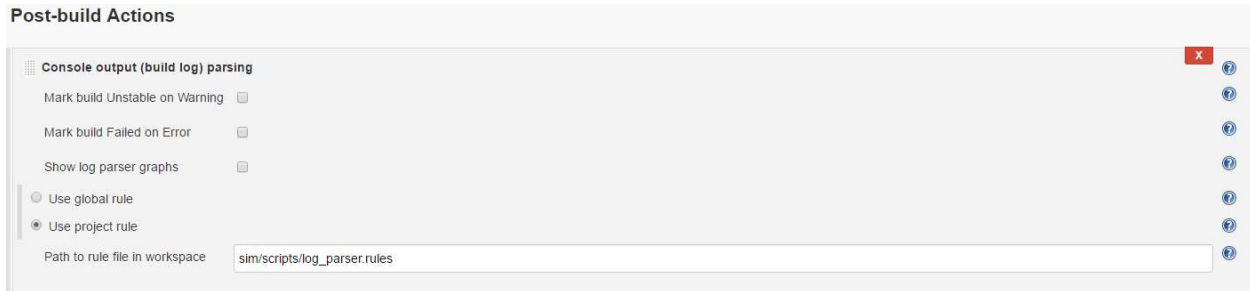 Post-build Actions
Console output (build log) parsing
X
Mark build Unstable on Warning
Mark build Failed on Error
Show log parser graphs
Use global rule
Use project rule
Path to rule file in workspace
sim/scripts/log_parser.rules